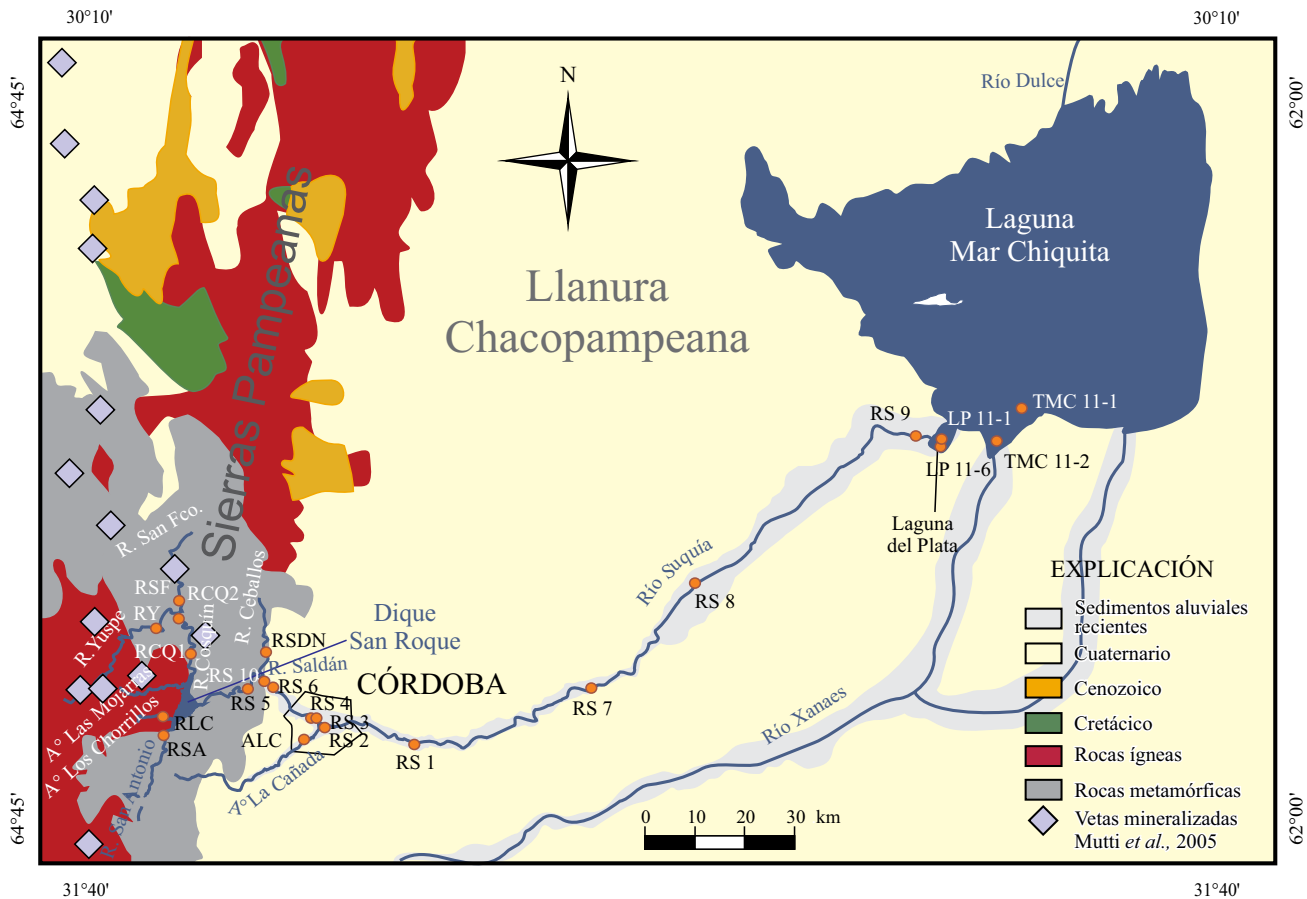 30°10'
30°10'
64°45'
62°00'
N
Río Dulce
Laguna
Mar Chiquita
Sierras Pampeanas
Llanura
Chacopampeana
RS 9
LP 11-1
TMC 11-1
LP 11-6
TMC 11-2
Laguna
del Plata
R. San Fco.
Río Suquía
RS 8
RSF
RCQ2
RY
R. Yuspe
RCQ1
R. Cosquín
R. Ceballos
RSDN
Dique
San Roque
R. Saldán
RS 10
RS 5
RS 6
CÓRDOBA
RS 4
RS 3
RS 2
ALC
RS 1
RS 7
Río Xanaes
A° Las Mojarras
A° Los Chorrillos
RLC
RSA
R. San Antonio
A° La Cañada
EXPLICACIÓN
Sedimentos aluviales
recientes
Cuaternario
Cenozoico
Cretácico
Rocas ígneas
Rocas metamórficas
Vetas mineralizadas
Mutti et al., 2005
0 10 20 30 km
64°45'
62°00'
31°40'
31°40'